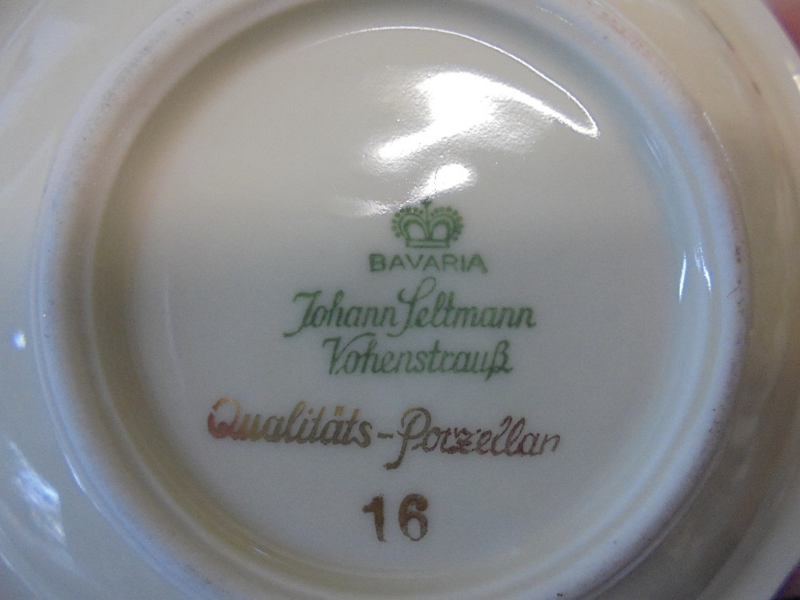 BAVARIA
Johann Seltmann
Vohenstrauß
Qualitäts-Porzellan
16